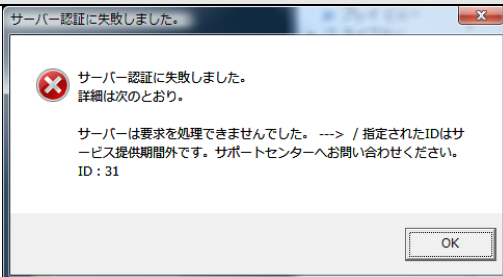 サーバー認証に失敗しました。
サーバー認証に失敗しました。
詳細は次のとおり。
サーバーは要求を処理できませんでした。 ---> / 指定されたIDはサ
ービス提供期間外です。サポートセンターへお問い合わせください。
ID：31
OK